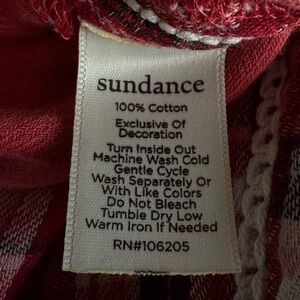 sundance
100% Cotton
Exclusive Of
Decoration
Turn Inside Out
Machine Wash Cold
Gentle Cycle
Wash Separately Or
With Like Colors
Do Not Bleach
Tumble Dry Low
Warm Iron If Needed
RN#106205